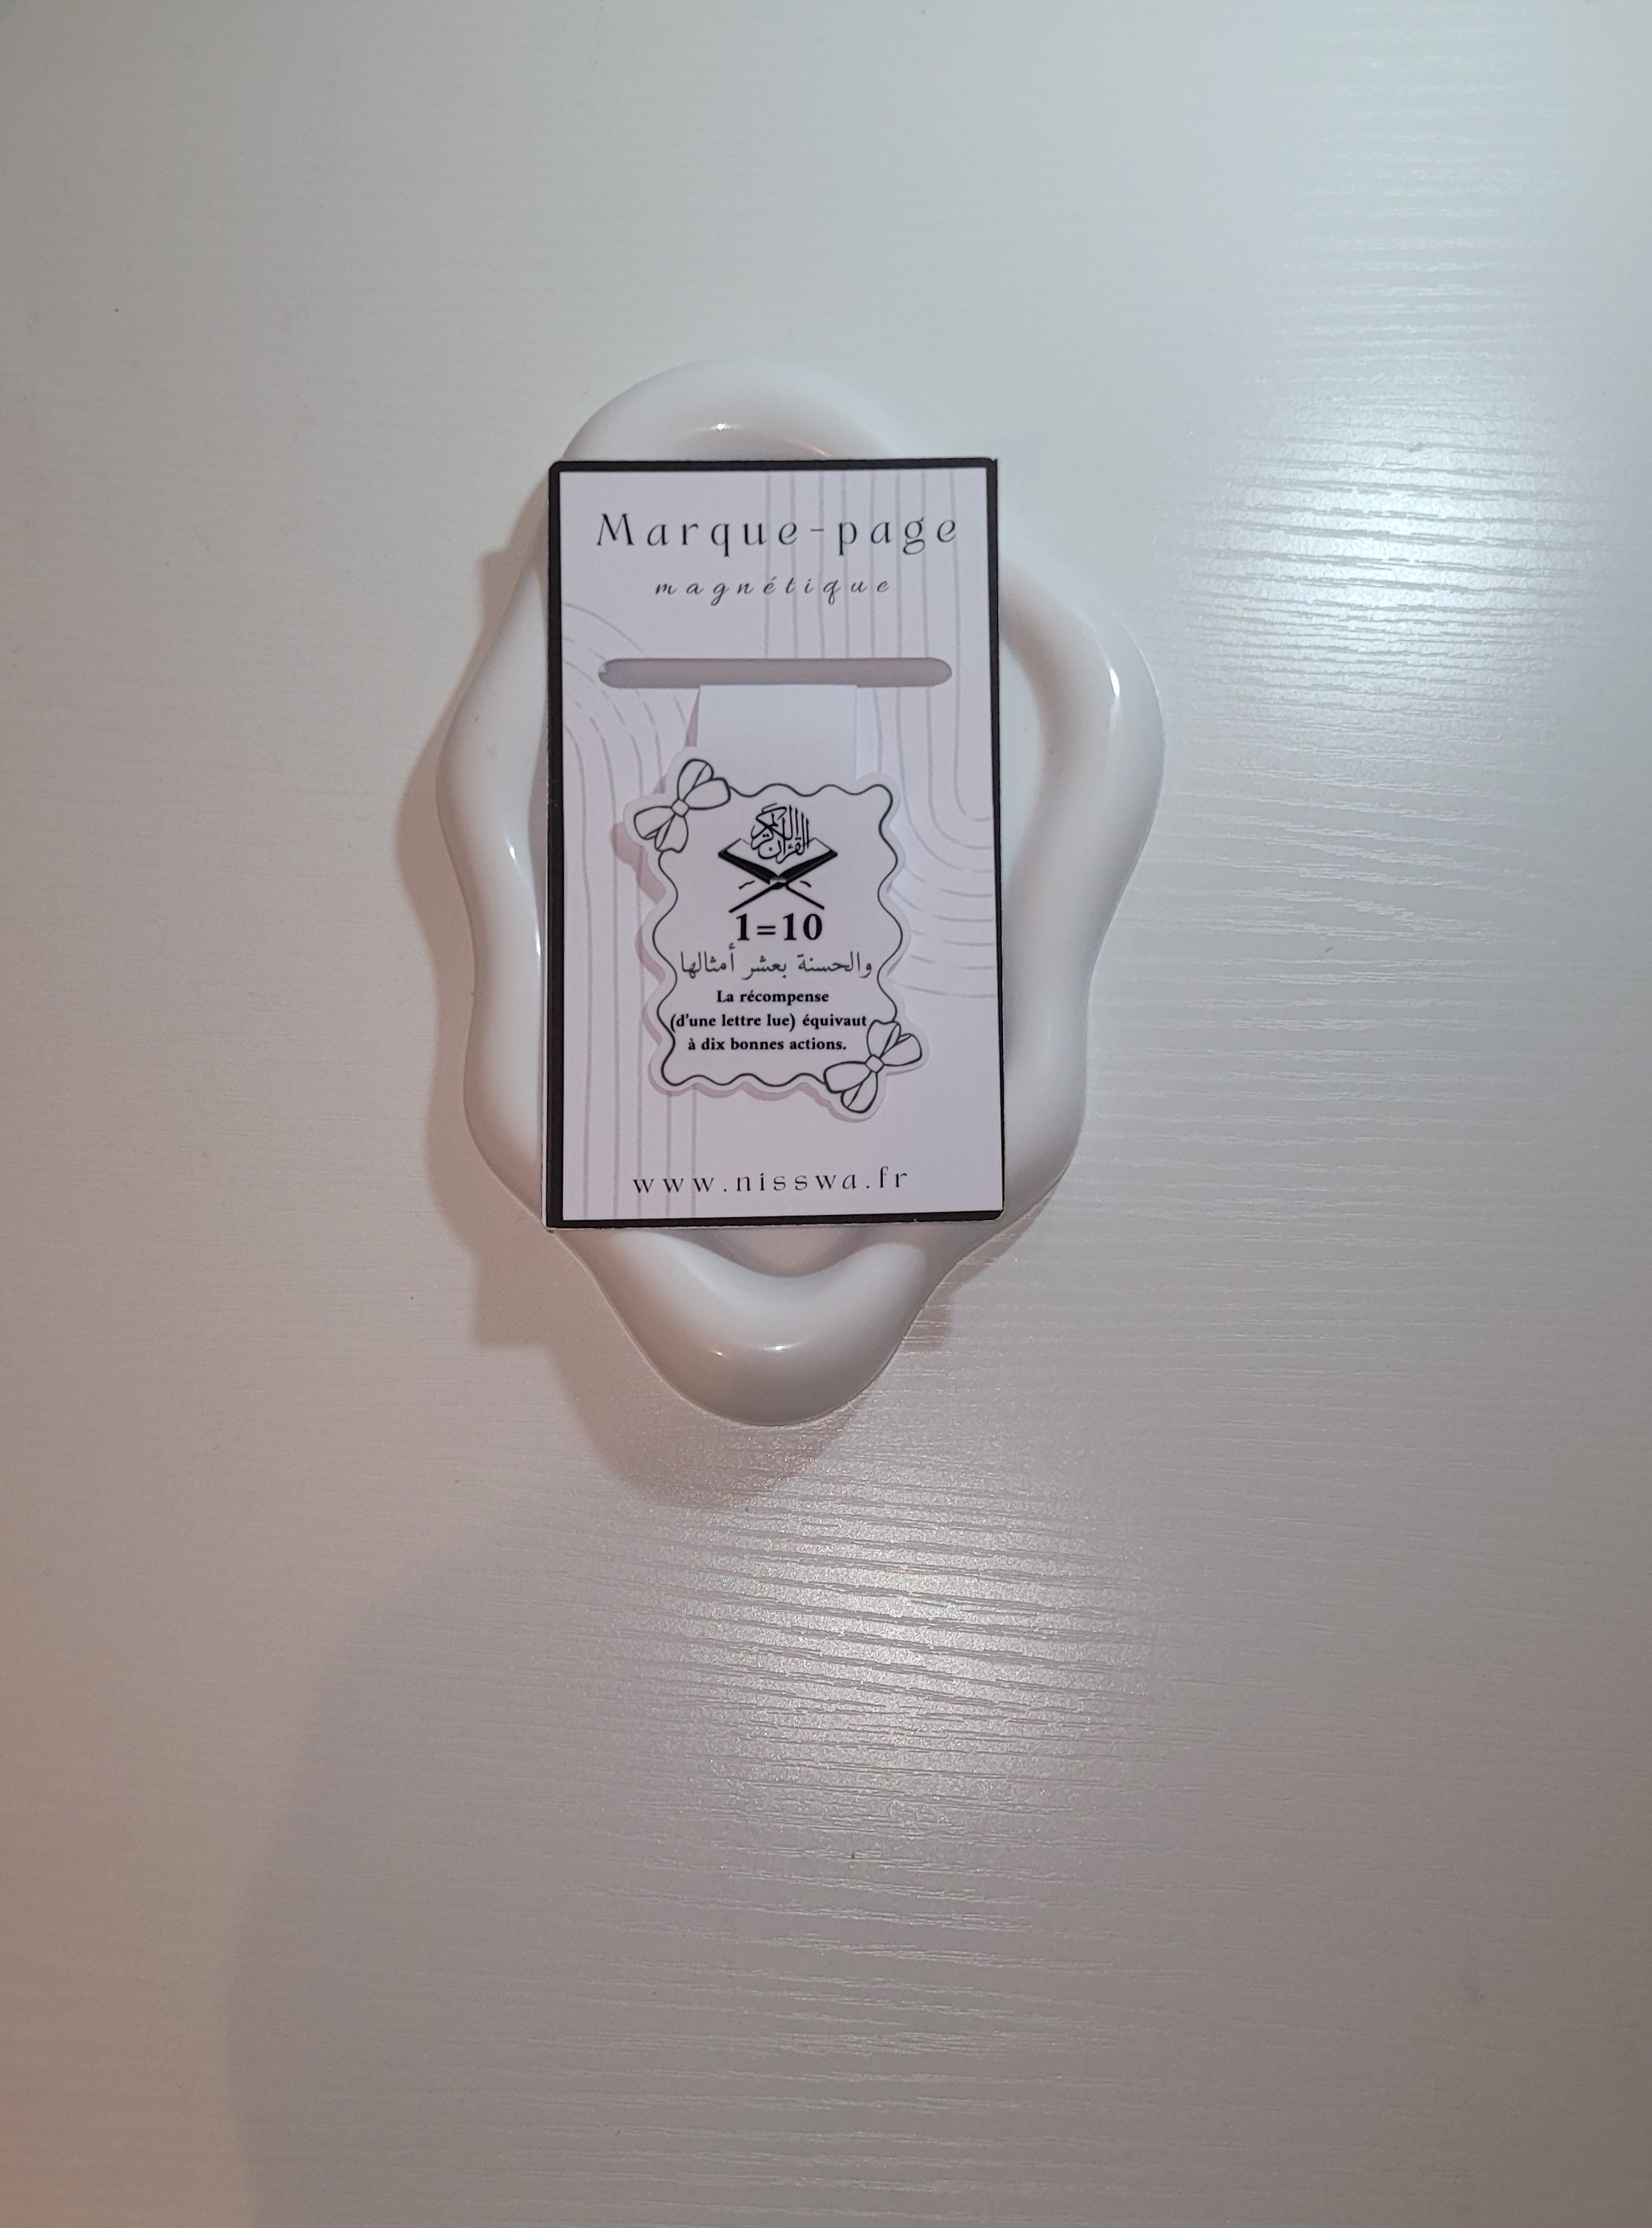 Marque-page
magnétique
القرآن الكريم
1=10
والحسنة بعشر أمثالها
La récompense
(d'une lettre lue) équivaut
à dix bonnes actions.
www.nisswa.fr